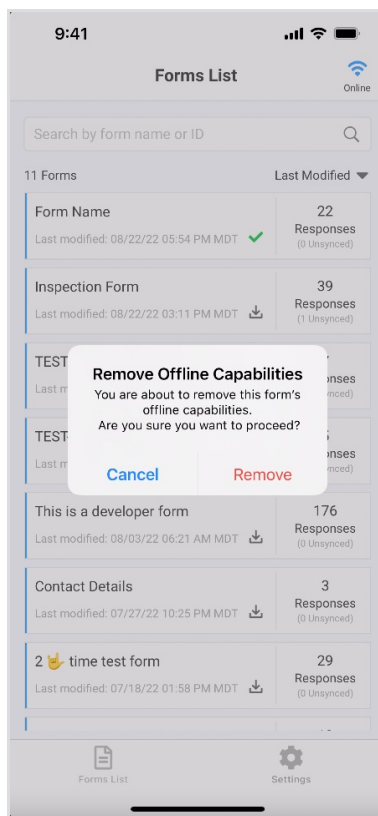 9:41
Forms List
Online
Search by form name or ID
11 Forms
Last Modified
Form Name
Last modified: 08/22/22 05:54 PM MDT
22
Responses
(0 Unsynced)
Inspection Form
Last modified: 08/22/22 03:11 PM MDT
39
Responses
(1 Unsynced)
TEST
Last m
onses
nced)
Remove Offline Capabilities
You are about to remove this form's
offline capabilities.
Are you sure you want to proceed?
Cancel
Remove
TEST
Last m
onses
nced)
This is a developer form
Last modified: 08/03/22 06:21 AM MDT
176
Responses
(0 Unsynced)
Contact Details
Last modified: 07/27/22 10:25 PM MDT
3
Responses
(0 Unsynced)
2 🤟 time test form
Last modified: 07/18/22 01:58 PM MDT
29
Responses
(0 Unsynced)
Forms List
Settings